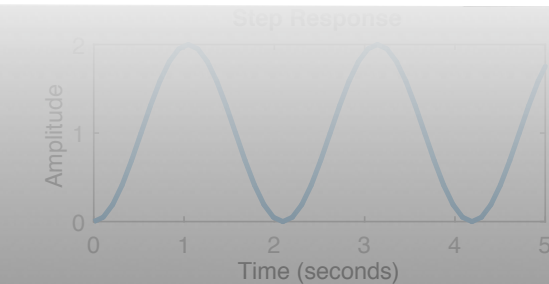 Step Response
2
1
0
Amplitude
0 1 2 3 4 5
Time (seconds)